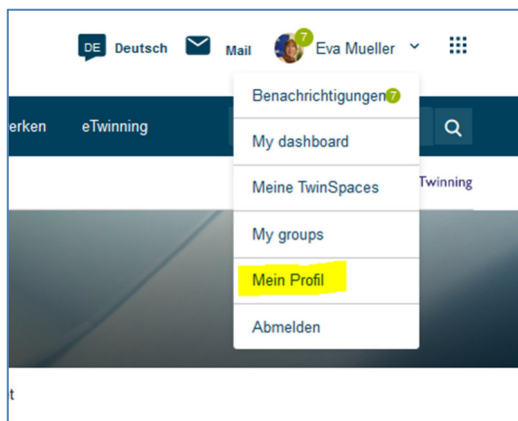 DE Deutsch Mail 7 Eva Mueller
Benachrichtigungen 7
erken eTwinning
My dashboard
Meine TwinSpaces
Twinning
My groups
Mein Profil
Abmelden
t